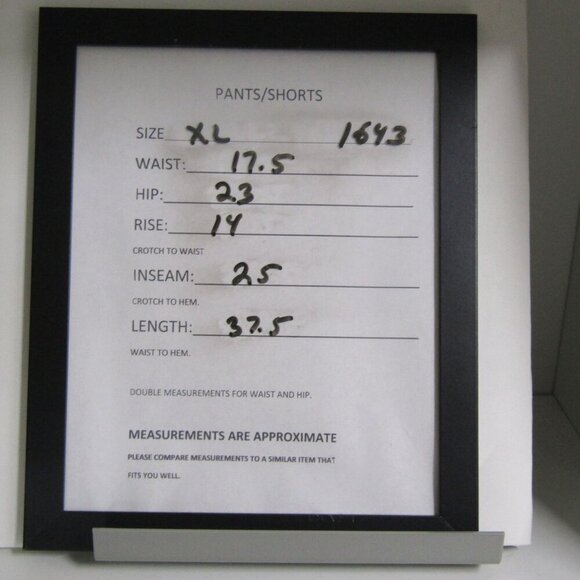 PANTS/SHORTS
SIZE XL 1643
WAIST: 17.5
HIP: 23
RISE: 14
CROTCH TO WAIST
INSEAM: 25
CROTCH TO HEM.
LENGTH: 37.5
WAIST TO HEM.
DOUBLE MEASUREMENTS FOR WAIST AND HIP.
MEASUREMENTS ARE APPROXIMATE
PLEASE COMPARE MEASUREMENTS TO A SIMILAR ITEM THAT
FITS YOU WELL.